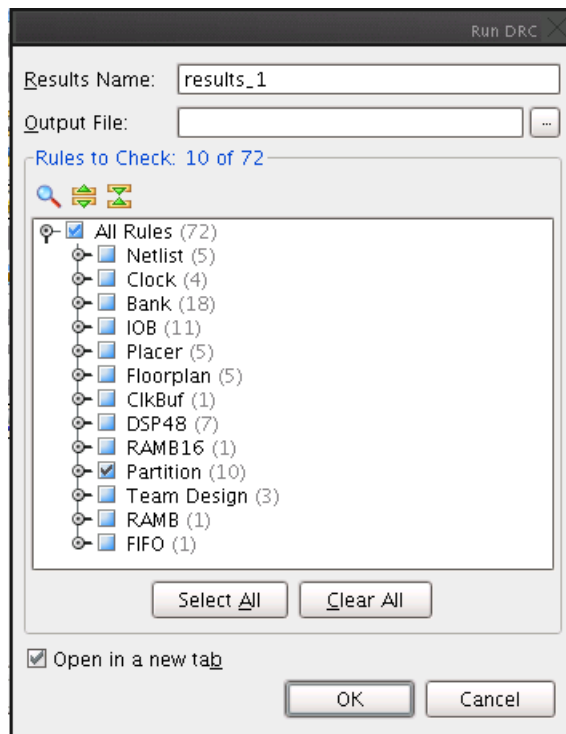 Run DRC
Results Name: results_1
Output File: ...
Rules to Check: 10 of 72
All Rules (72)
Netlist (5)
Clock (4)
Bank (18)
IOB (11)
Placer (5)
Floorplan (5)
ClkBuf (1)
DSP48 (7)
RAMB16 (1)
Partition (10)
Team Design (3)
RAMB (1)
FIFO (1)
Select All Clear All
Open in a new tab
OK Cancel